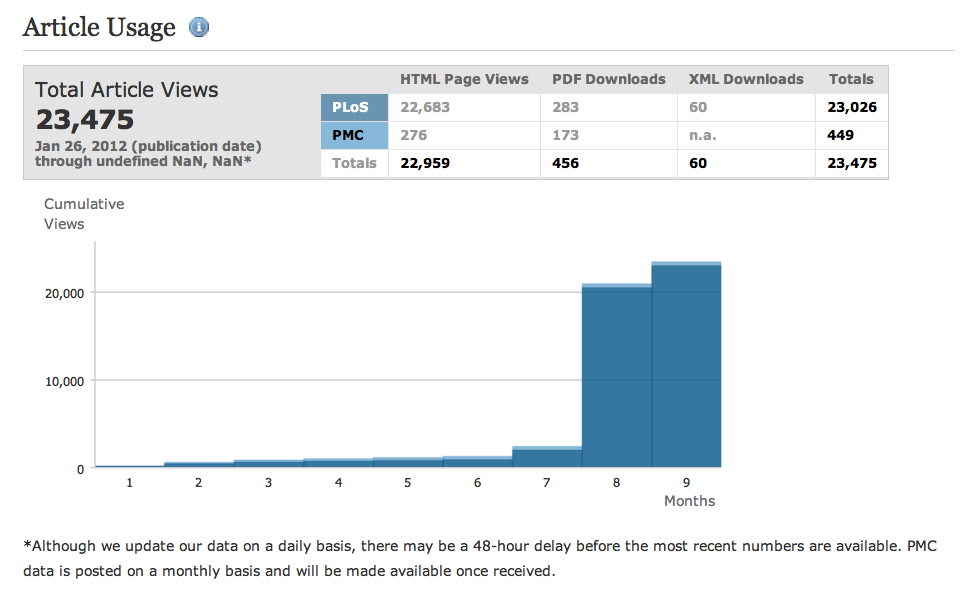 Article Usage
Total Article Views
23,475
Jan 26, 2012 (publication date)
through undefined NaN, NaN*
HTML Page Views PDF Downloads XML Downloads Totals
PLoS 22,683 283 60 23,026
PMC 276 173 n.a. 449
Totals 22,959 456 60 23,475
Cumulative
Views
20,000
10,000
0
1 2 3 4 5 6 7 8 9
Months
*Although we update our data on a daily basis, there may be a 48-hour delay before the most recent numbers are available. PMC
data is posted on a monthly basis and will be made available once received.